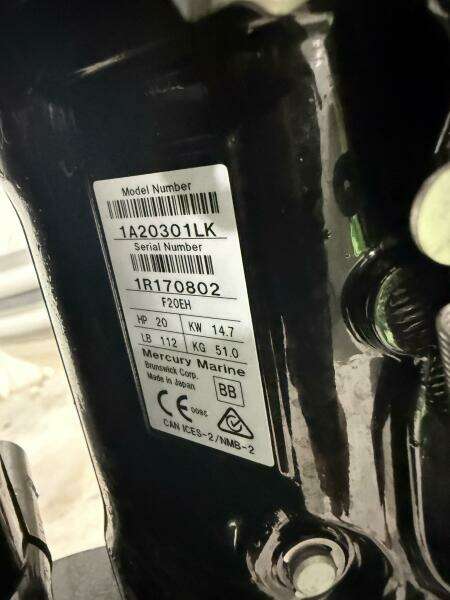 Model Number
1A20301LK
Serial Number
1R170802
F20EH
HP 20 KW 14.7
LB 112 KG 51.0
Mercury Marine
Brunswick Corp.
Made in Japan
BB
CE 0098
CAN ICES-2/NMB-2